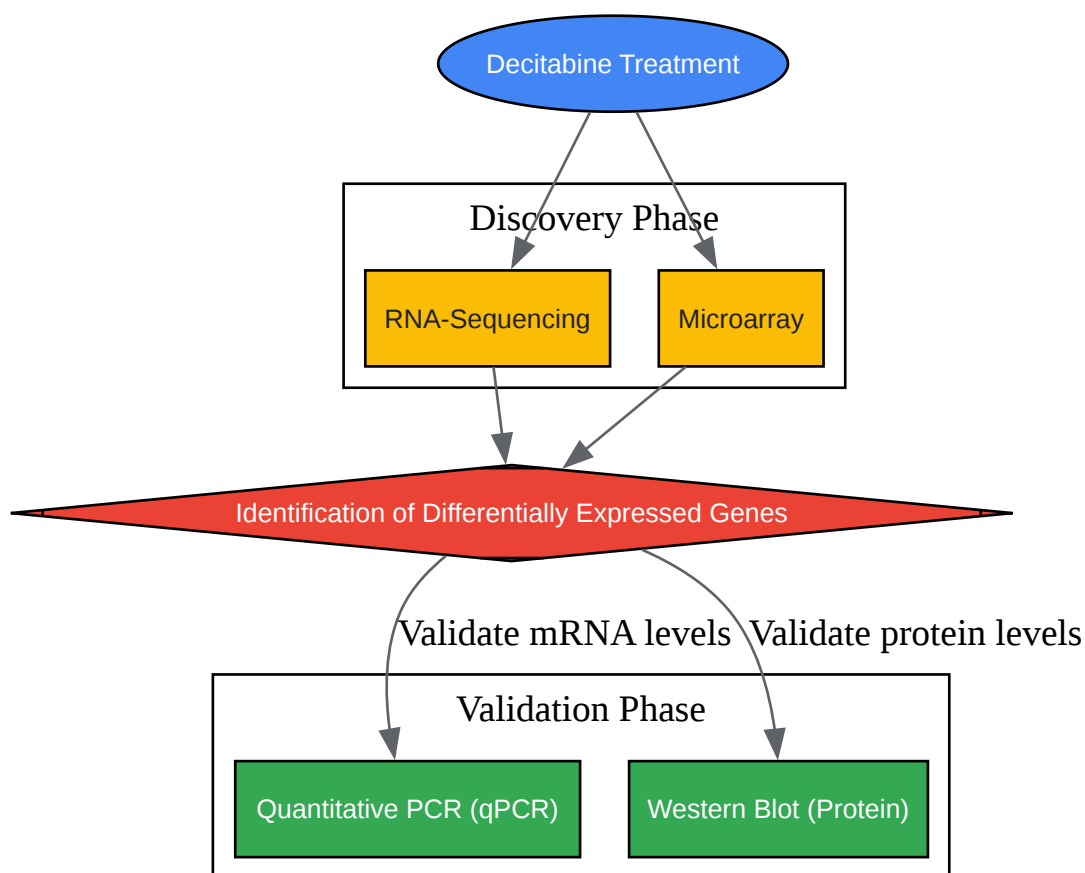 Decitabine Treatment
Discovery Phase
RNA-Sequencing
Microarray
Identification of Differentially Expressed Genes
Validate mRNA levels
Validate protein levels
Validation Phase
Quantitative PCR (qPCR)
Western Blot (Protein)